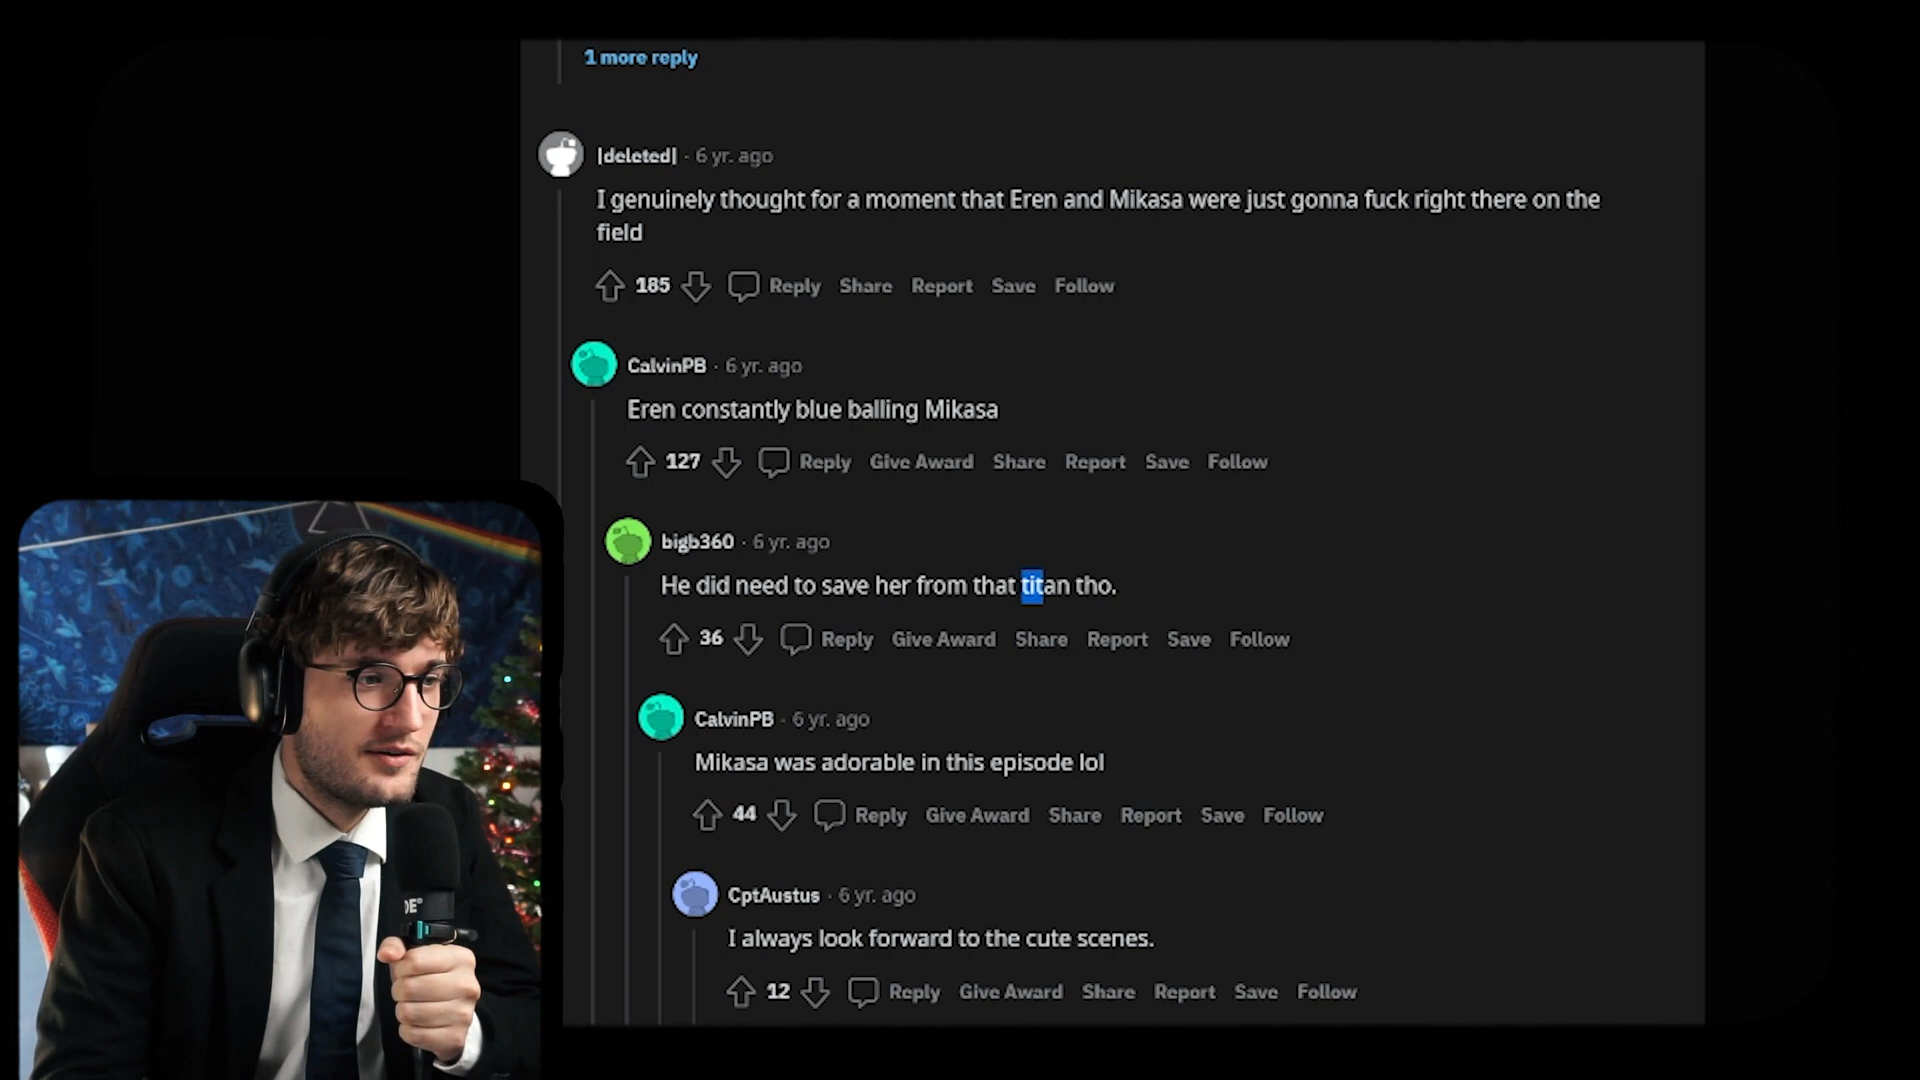 1 more reply
[deleted] · 6 yr. ago
I genuinely thought for a moment that Eren and Mikasa were just gonna fuck right there on the
field
185 Reply Share Report Save Follow
CalvinPB · 6 yr. ago
Eren constantly blue balling Mikasa
127 Reply Give Award Share Report Save Follow
bigb360 · 6 yr. ago
He did need to save her from that titan tho.
36 Reply Give Award Share Report Save Follow
CalvinPB · 6 yr. ago
Mikasa was adorable in this episode lol
44 Reply Give Award Share Report Save Follow
CptAustus · 6 yr. ago
I always look forward to the cute scenes.
12 Reply Give Award Share Report Save Follow